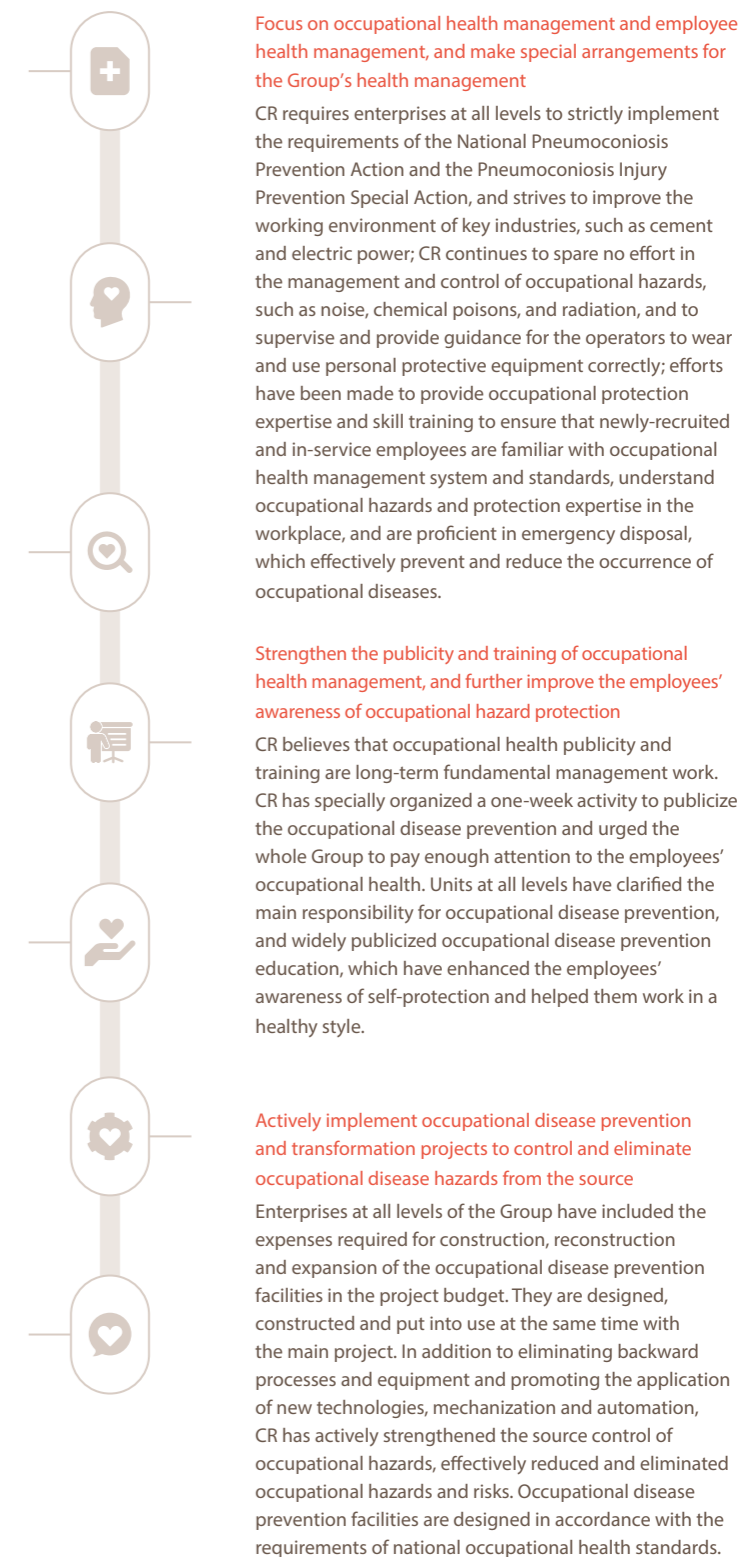 Focus on occupational health management and employee
health management, and make special arrangements for
the Group’s health management
CR requires enterprises at all levels to strictly implement
the requirements of the National Pneumoconiosis
Prevention Action and the Pneumoconiosis Injury
Prevention Special Action, and strives to improve the
working environment of key industries, such as cement
and electric power; CR continues to spare no effort in
the management and control of occupational hazards,
such as noise, chemical poisons, and radiation, and to
supervise and provide guidance for the operators to wear
and use personal protective equipment correctly; efforts
have been made to provide occupational protection
expertise and skill training to ensure that newly-recruited
and in-service employees are familiar with occupational
health management system and standards, understand
occupational hazards and protection expertise in the
workplace, and are proficient in emergency disposal,
which effectively prevent and reduce the occurrence of
occupational diseases.
Strengthen the publicity and training of occupational
health management, and further improve the employees’
awareness of occupational hazard protection
CR believes that occupational health publicity and
training are long-term fundamental management work.
CR has specially organized a one-week activity to publicize
the occupational disease prevention and urged the
whole Group to pay enough attention to the employees’
occupational health. Units at all levels have clarified the
main responsibility for occupational disease prevention,
and widely publicized occupational disease prevention
education, which have enhanced the employees’
awareness of self-protection and helped them work in a
healthy style.
Actively implement occupational disease prevention
and transformation projects to control and eliminate
occupational disease hazards from the source
Enterprises at all levels of the Group have included the
expenses required for construction, reconstruction
and expansion of the occupational disease prevention
facilities in the project budget. They are designed,
constructed and put into use at the same time with
the main project. In addition to eliminating backward
processes and equipment and promoting the application
of new technologies, mechanization and automation,
CR has actively strengthened the source control of
occupational hazards, effectively reduced and eliminated
occupational hazards and risks. Occupational disease
prevention facilities are designed in accordance with the
requirements of national occupational health standards.